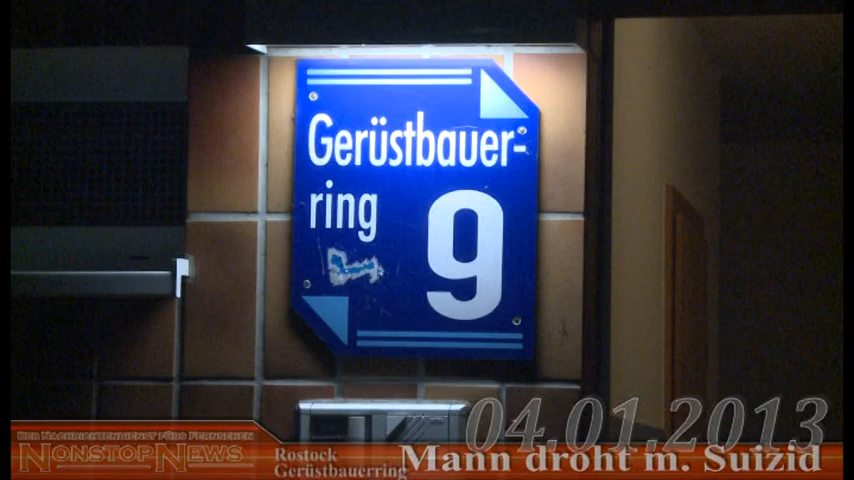 Gerüstbauer-
ring
9
04.01.2013
DER NACHRICHTENDIENST FÜRS FERNSEHEN
NONSTOPNEWS
Rostock
Gerüstbauerring
Mann droht m. Suizid